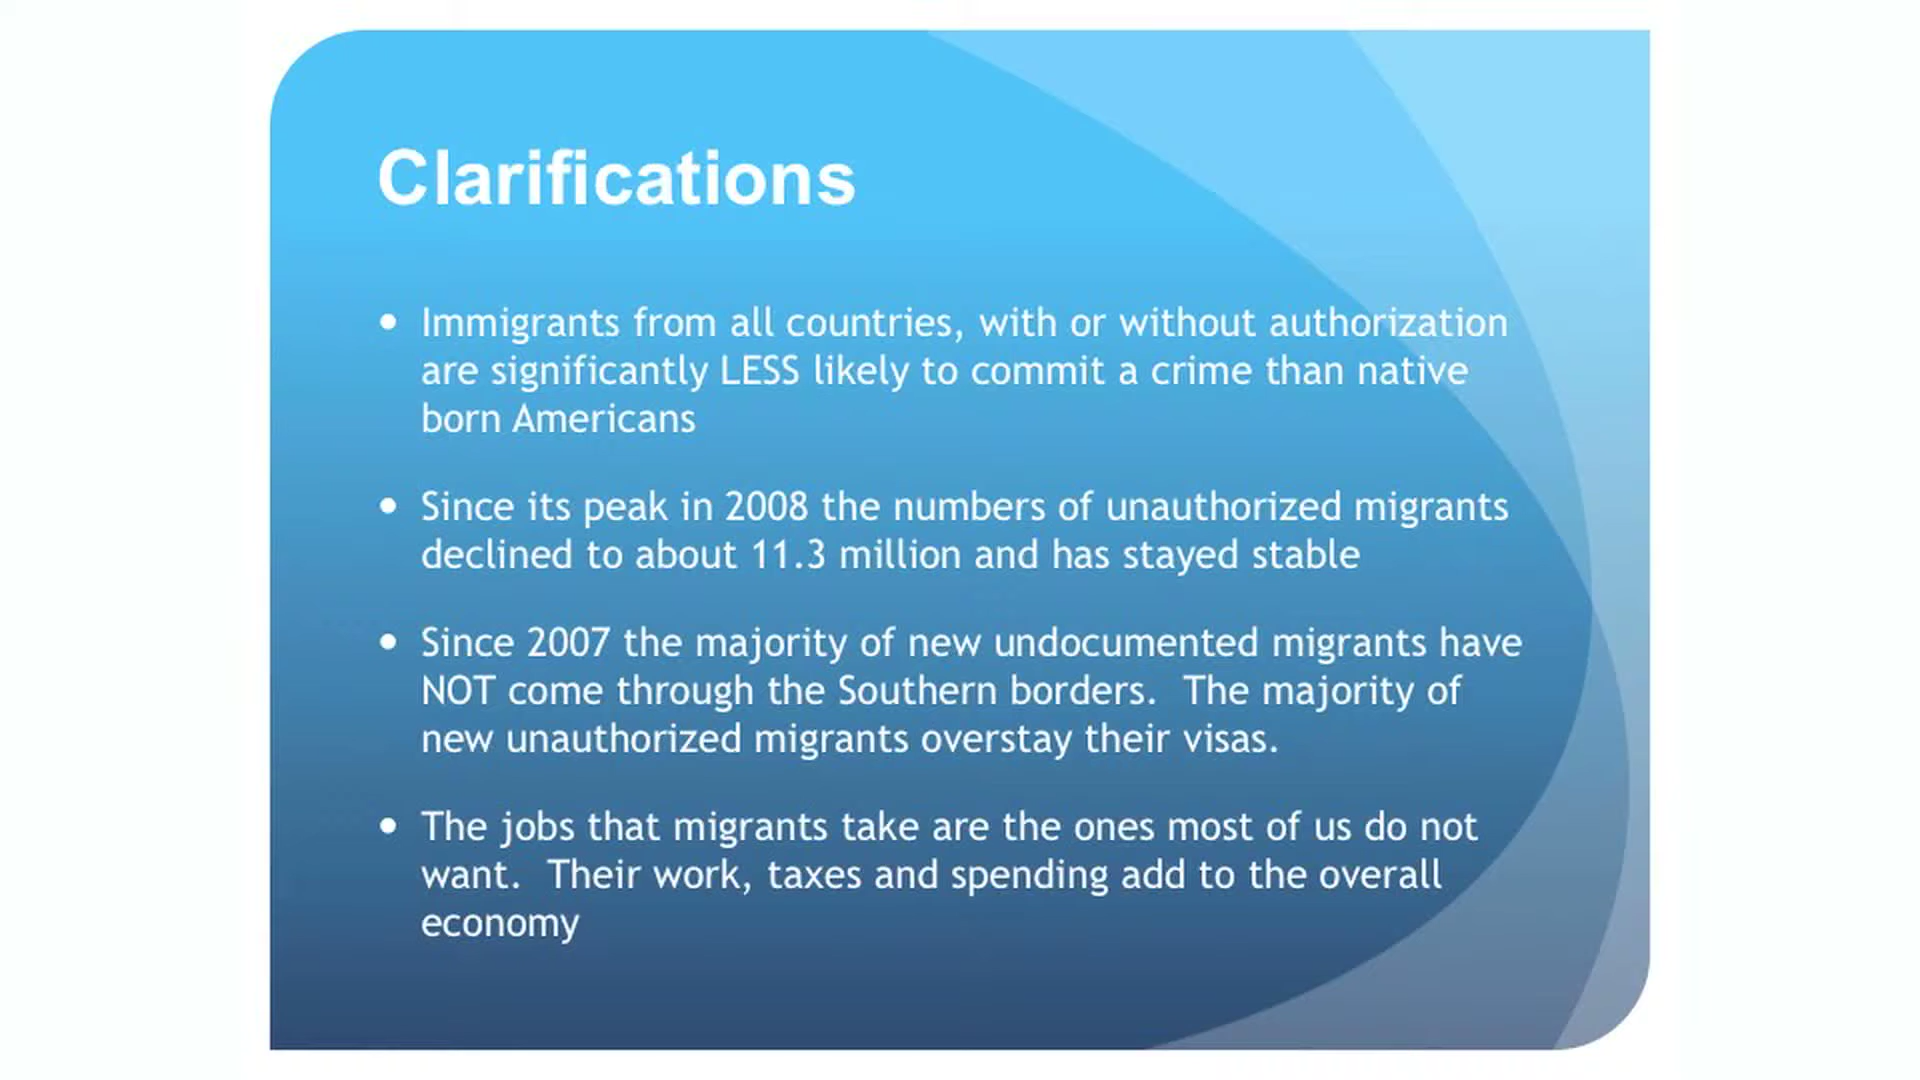 Clarifications
• Immigrants from all countries, with or without authorization
are significantly LESS likely to commit a crime than native
born Americans
• Since its peak in 2008 the numbers of unauthorized migrants
declined to about 11.3 million and has stayed stable
• Since 2007 the majority of new undocumented migrants have
NOT come through the Southern borders.  The majority of
new unauthorized migrants overstay their visas.
• The jobs that migrants take are the ones most of us do not
want.  Their work, taxes and spending add to the overall
economy